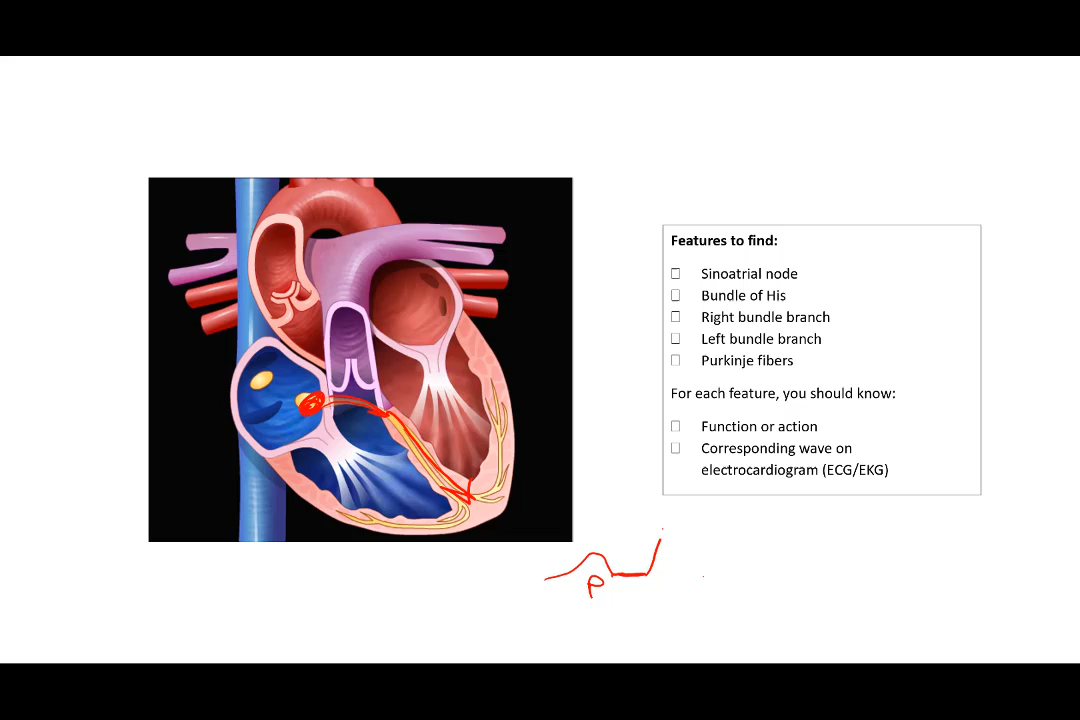 Features to find:
Sinoatrial node
Bundle of His
Right bundle branch
Left bundle branch
Purkinje fibers
For each feature, you should know:
Function or action
Corresponding wave on
electrocardiogram (ECG/EKG)
P